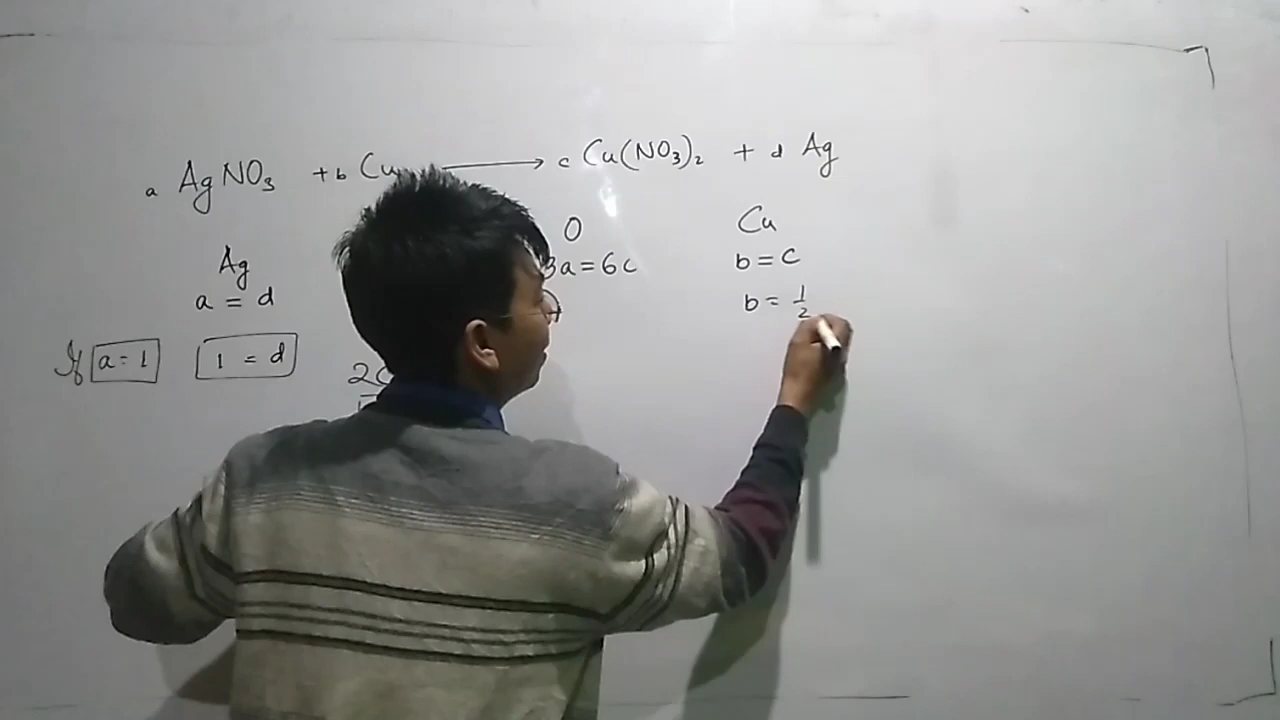 a AgNO₃ + b Cu ⟶ c Cu(NO₃)₂ + d Ag
Ag
a = d
If a = 1 1 = d
O
3a = 6c
Cu
b = c
b = 1/2